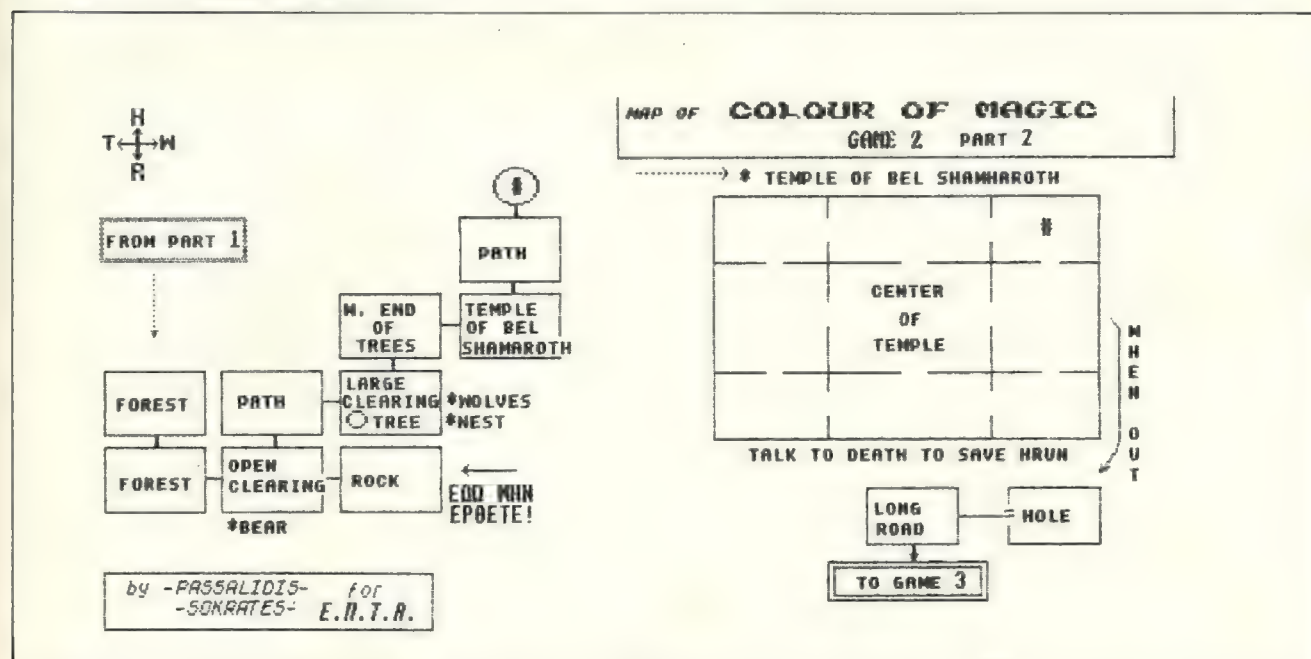 H
T W
R
FROM PART 1
#
PATH
W. END OF TREES
TEMPLE OF BEL SHAMAROTH
FOREST
PATH
LARGE CLEARING TREE
*WOLVES
*NEST
FOREST
OPEN CLEARING
ROCK
*BEAR
ΕΔΩ ΜΗΝ
ΕΡΘΕΤΕ!
by -PASSALIDIS- for
-SOKRATES- E.Π.T.A.
MAP OF COLOUR OF MAGIC
GAME 2 PART 2
* TEMPLE OF BEL SHAMHAROTH
#
CENTER
OF
TEMPLE
WHEN OUT
TALK TO DEATH TO SAVE HRUN
LONG ROAD
HOLE
TO GAME 3